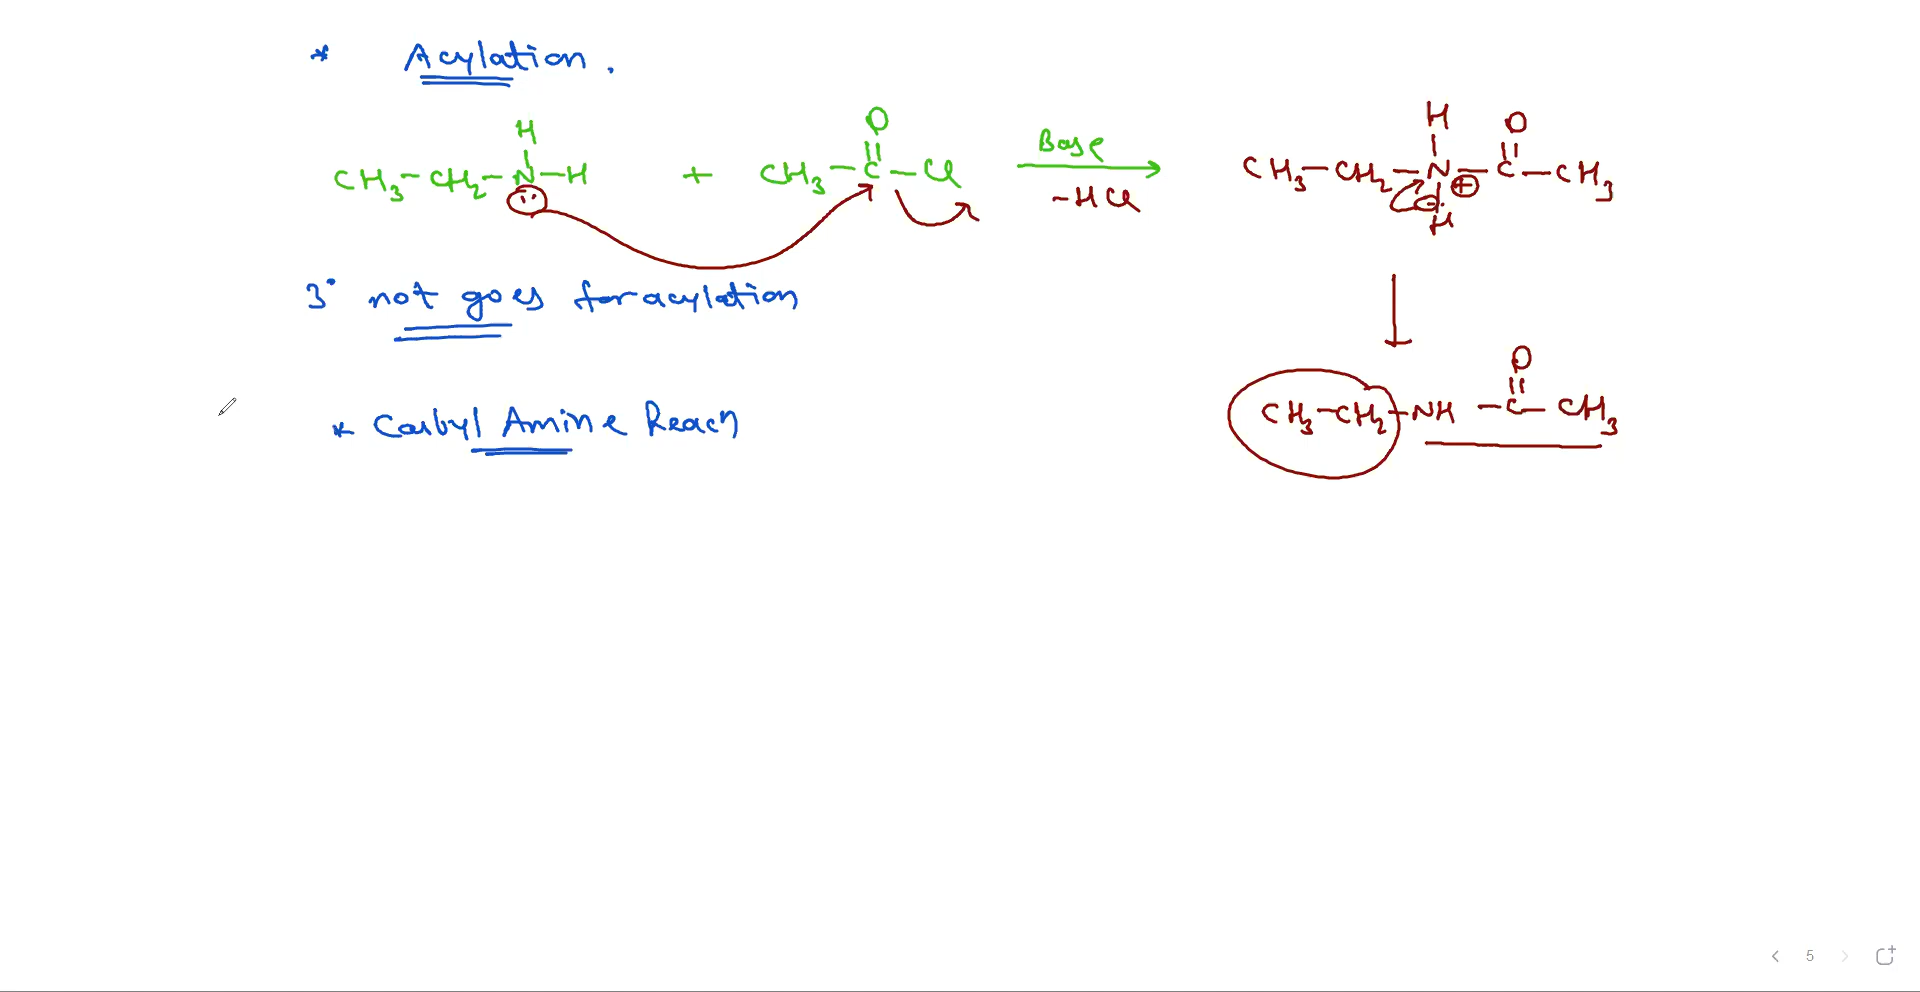 * Acylation.
H
CH3-CH2-N-H + CH3-C-Cl Base -HCl CH3-CH2-N-C-CH3
O
H O
H
3° not goes for acylation
O
CH3-CH2-NH-C-CH3
* Carbyl Amine Reacn
5